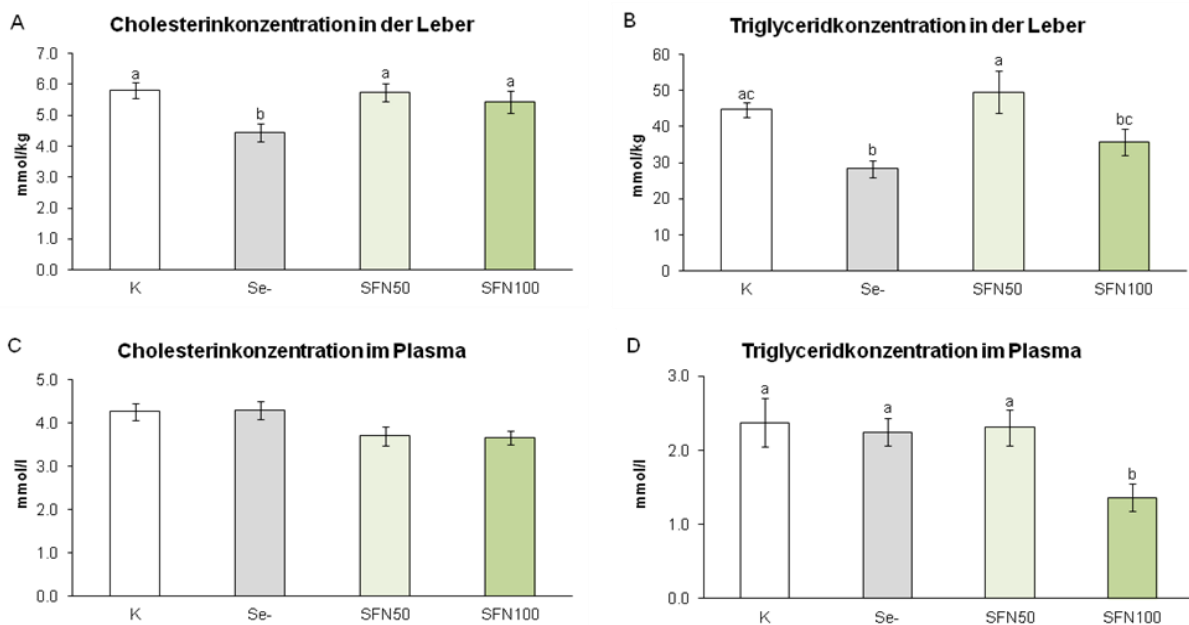 A
Cholesterinkonzentration in der Leber
7.0
6.0
5.0
4.0
3.0
2.0
1.0
0.0
mmol/kg
a
b
a
a
K
Se-
SFN50
SFN100
B
Triglyceridkonzentration in der Leber
60
50
40
30
20
10
0
mmol/kg
ac
b
a
bc
K
Se-
SFN50
SFN100
C
Cholesterinkonzentration im Plasma
5.0
4.0
3.0
2.0
1.0
0.0
mmol/l
K
Se-
SFN50
SFN100
D
Triglyceridkonzentration im Plasma
3.0
2.0
1.0
0.0
mmol/l
a
a
a
b
K
Se-
SFN50
SFN100